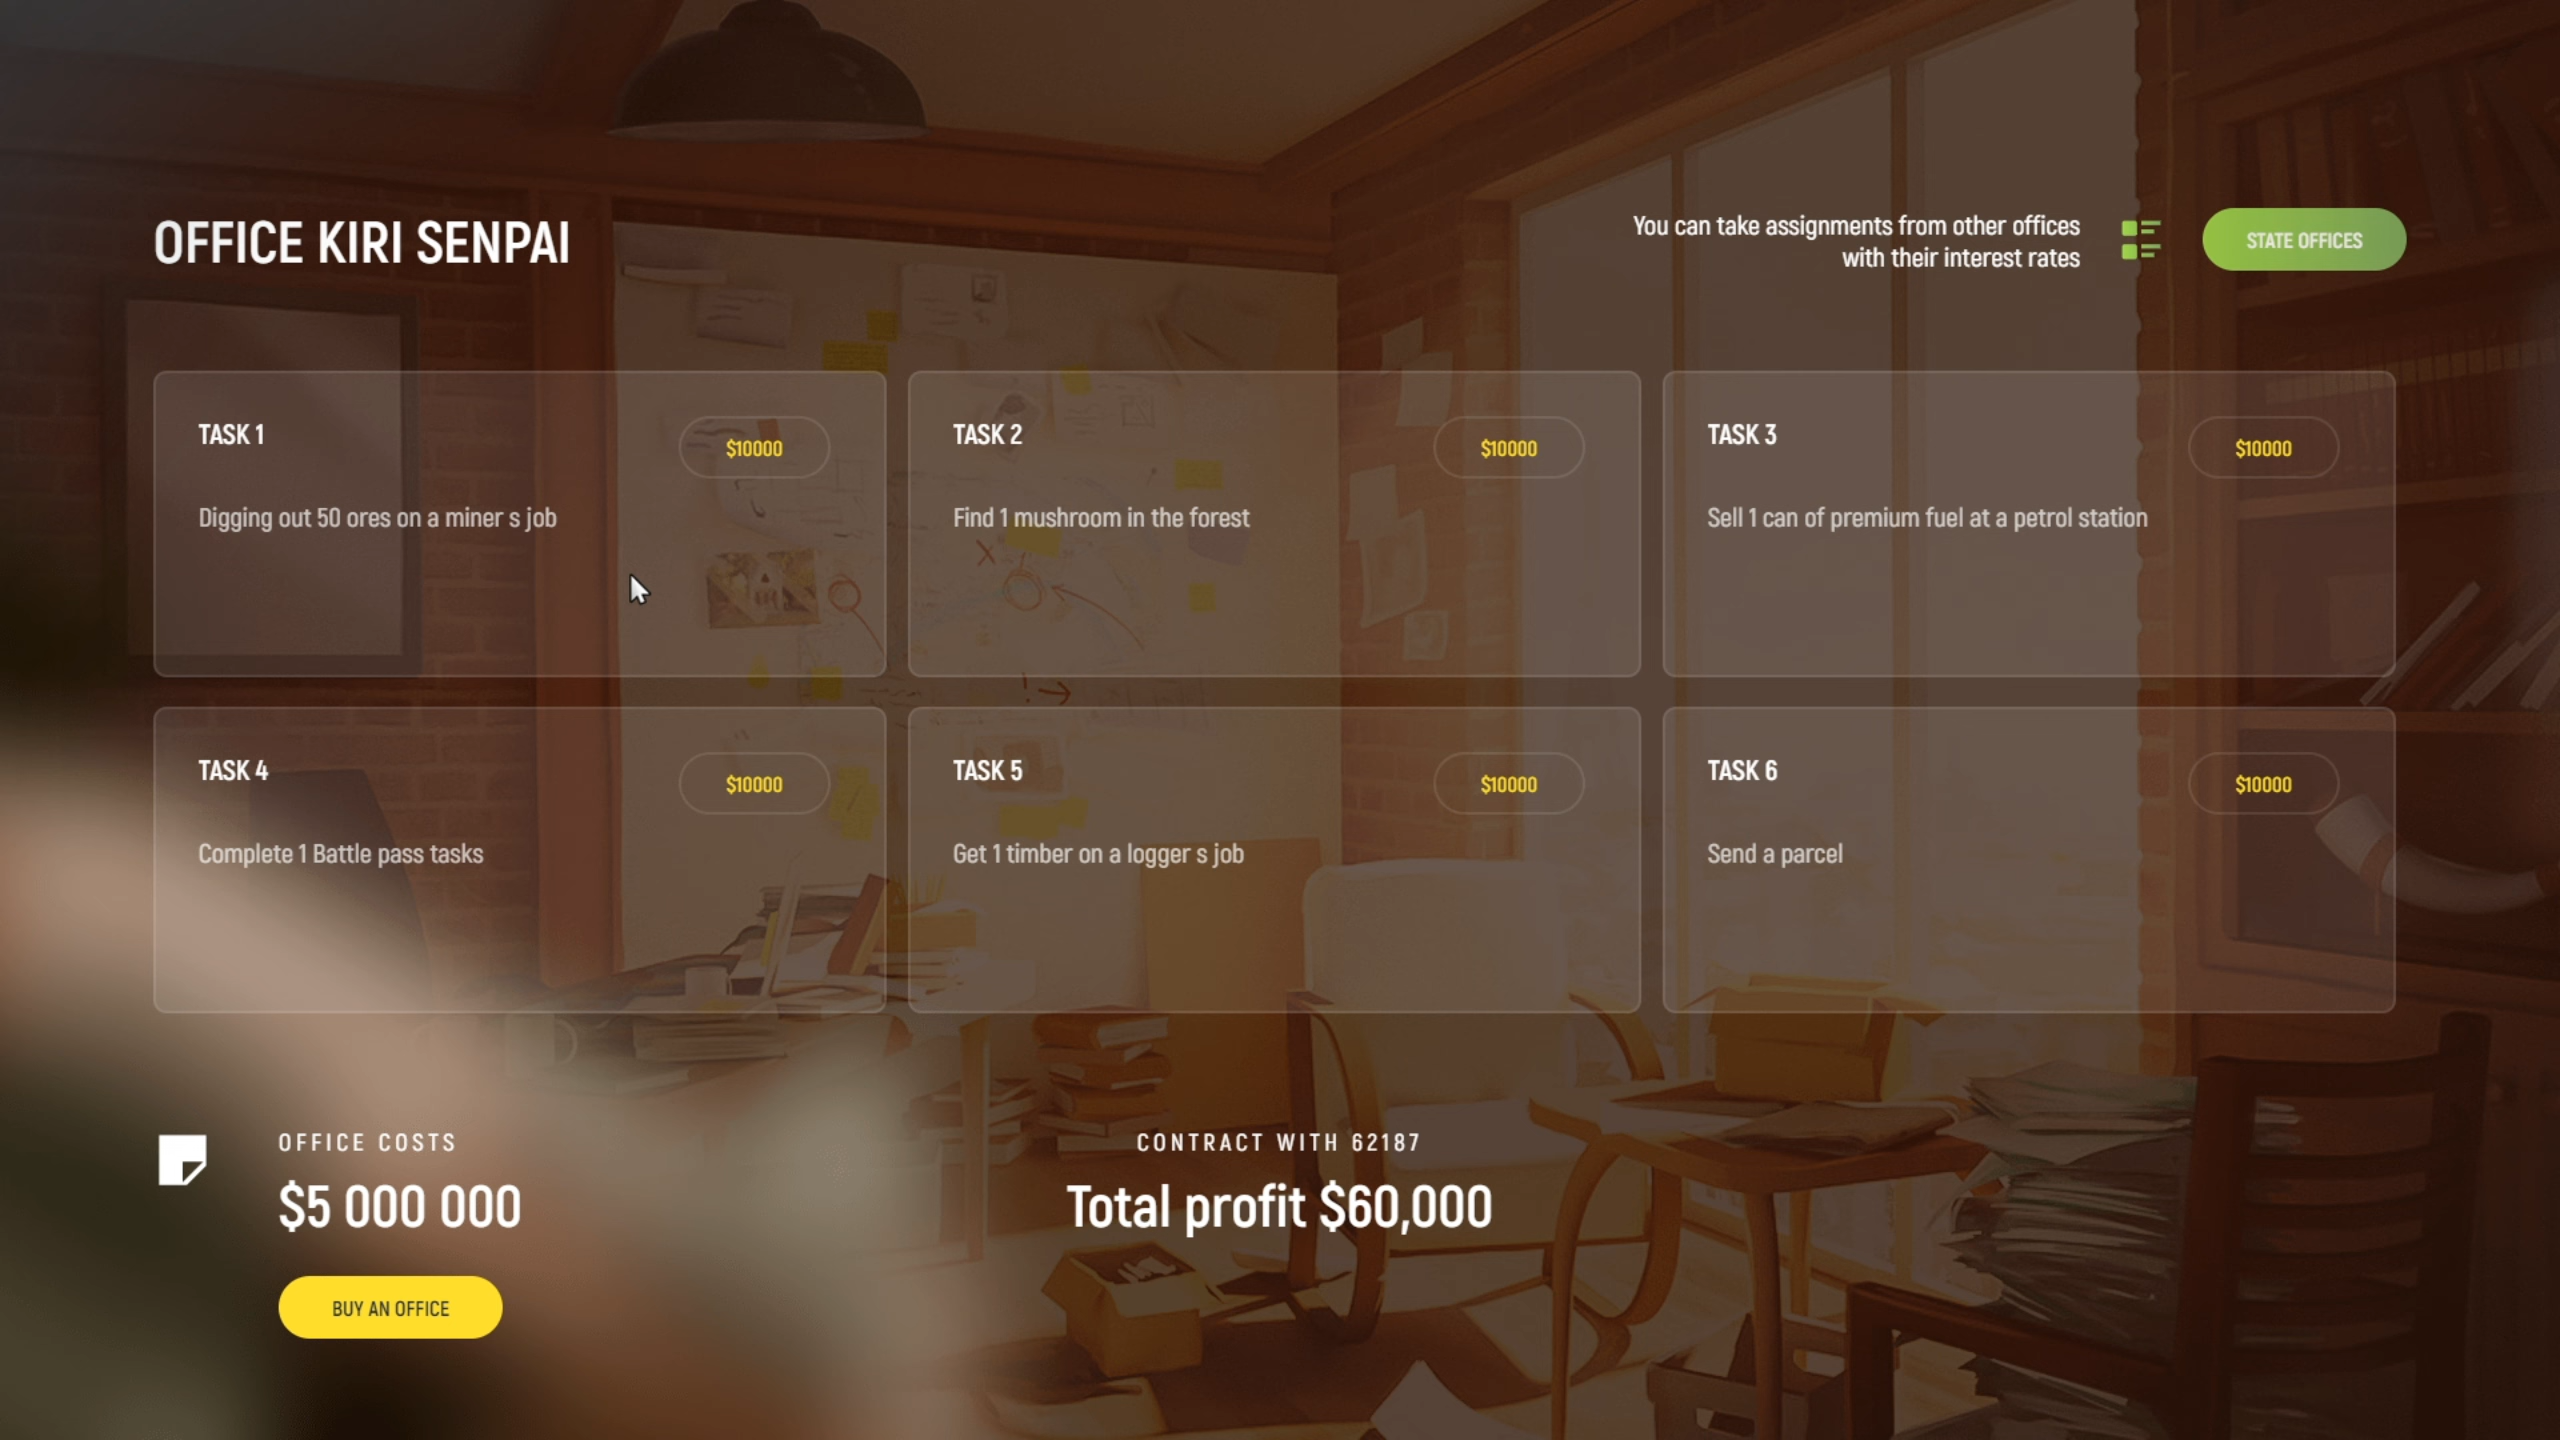 OFFICE KIRI SENPAI
You can take assignments from other offices
with their interest rates
STATE OFFICES
TASK 1
$10000
Digging out 50 ores on a miner s job
TASK 2
$10000
Find 1 mushroom in the forest
TASK 3
$10000
Sell 1 can of premium fuel at a petrol station
TASK 4
$10000
Complete 1 Battle pass tasks
TASK 5
$10000
Get 1 timber on a logger s job
TASK 6
$10000
Send a parcel
OFFICE COSTS
$5 000 000
BUY AN OFFICE
CONTRACT WITH 62187
Total profit $60,000